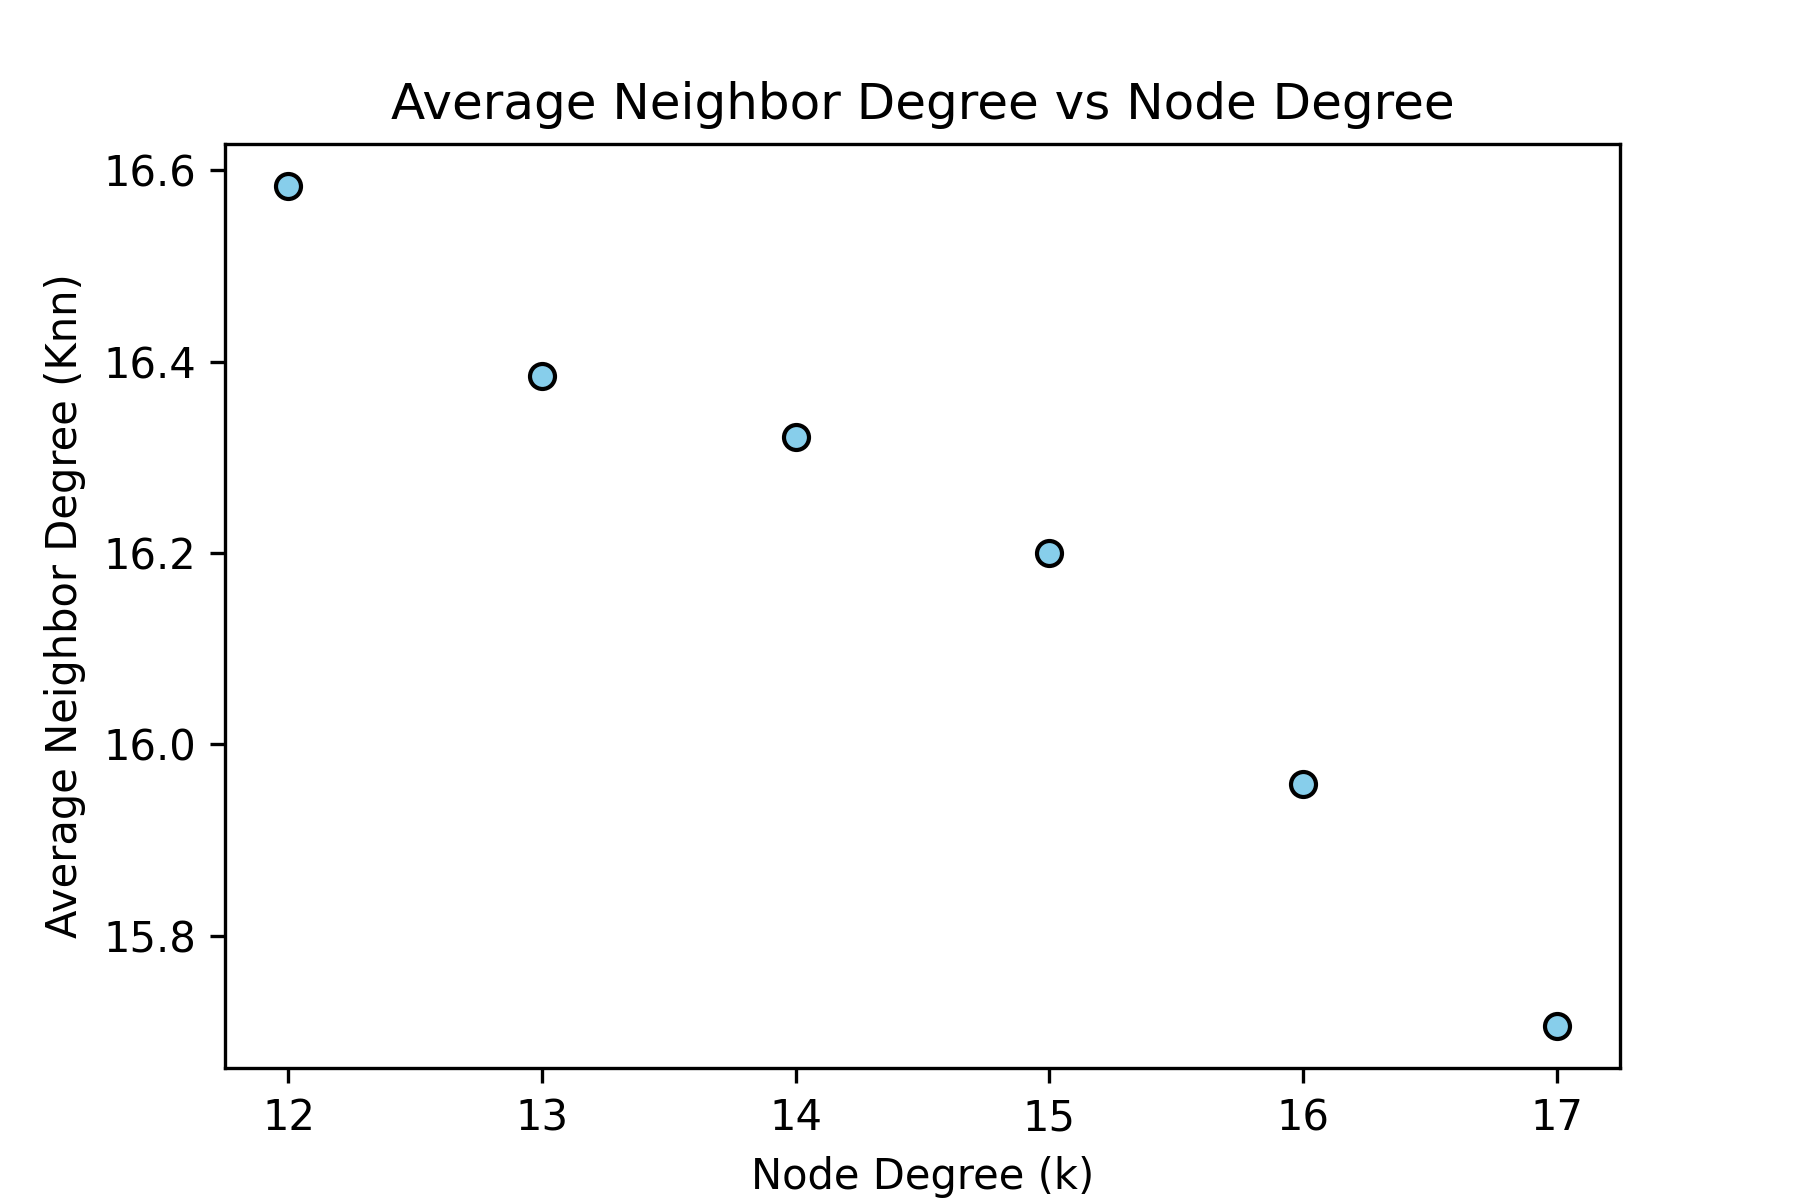 Average Neighbor Degree vs Node Degree
Average Neighbor Degree (Knn)
16.6
16.4
16.2
16.0
15.8
12 13 14 15 16 17
Node Degree (k)